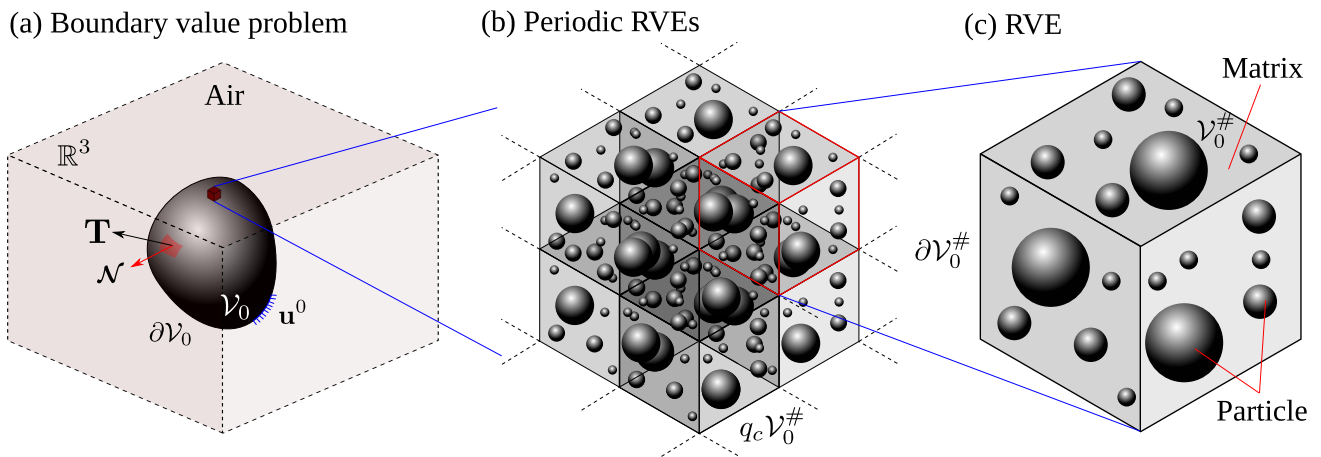 (a) Boundary value problem
(b) Periodic RVEs
(c) RVE
Air
ℝ³
T
𝒩
𝒱₀
∂𝒱₀
u⁰
q_c𝒱₀^#
Matrix
𝒱₀^#
∂𝒱₀^#
Particle